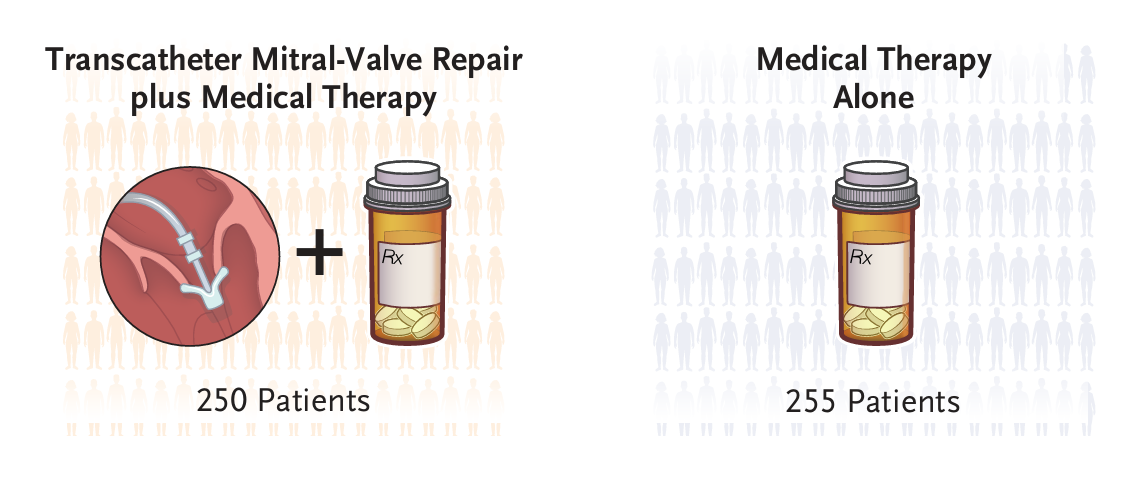 Transcatheter Mitral-Valve Repair
plus Medical Therapy
Rx
250 Patients
Medical Therapy
Alone
Rx
255 Patients